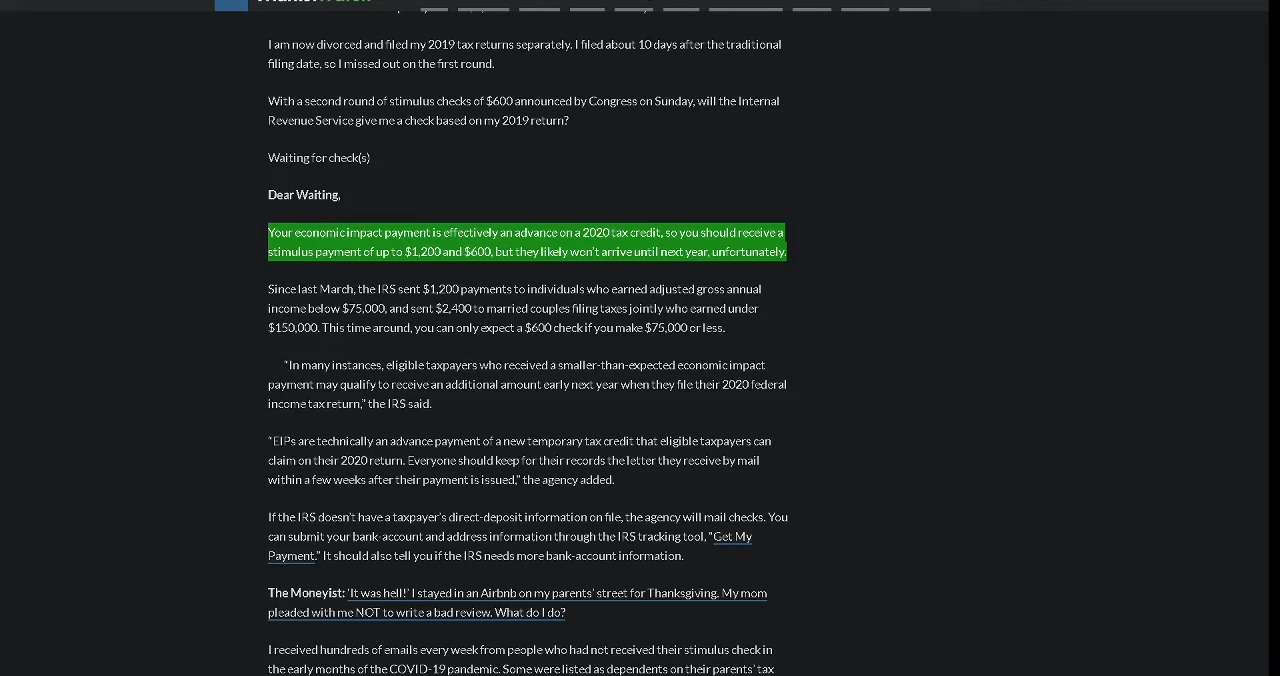 I am now divorced and filed my 2019 tax returns separately. I filed about 10 days after the traditional
filing date, so I missed out on the first round.
With a second round of stimulus checks of $600 announced by Congress on Sunday, will the Internal
Revenue Service give me a check based on my 2019 return?
Waiting for check(s)
Dear Waiting,
Your economic impact payment is effectively an advance on a 2020 tax credit, so you should receive a
stimulus payment of up to $1,200 and $600, but they likely won’t arrive until next year, unfortunately.
Since last March, the IRS sent $1,200 payments to individuals who earned adjusted gross annual
income below $75,000, and sent $2,400 to married couples filing taxes jointly who earned under
$150,000. This time around, you can only expect a $600 check if you make $75,000 or less.
“In many instances, eligible taxpayers who received a smaller-than-expected economic impact
payment may qualify to receive an additional amount early next year when they file their 2020 federal
income tax return,” the IRS said.
“EIPs are technically an advance payment of a new temporary tax credit that eligible taxpayers can
claim on their 2020 return. Everyone should keep for their records the letter they receive by mail
within a few weeks after their payment is issued,” the agency added.
If the IRS doesn’t have a taxpayer’s direct-deposit information on file, the agency will mail checks. You
can submit your bank-account and address information through the IRS tracking tool, “Get My
Payment.” It should also tell you if the IRS needs more bank-account information.
The Moneyist: ‘It was hell!’ I stayed in an Airbnb on my parents’ street for Thanksgiving. My mom
pleaded with me NOT to write a bad review. What do I do?
I received hundreds of emails every week from people who had not received their stimulus check in
the early months of the COVID-19 pandemic. Some were listed as dependents on their parents’ tax